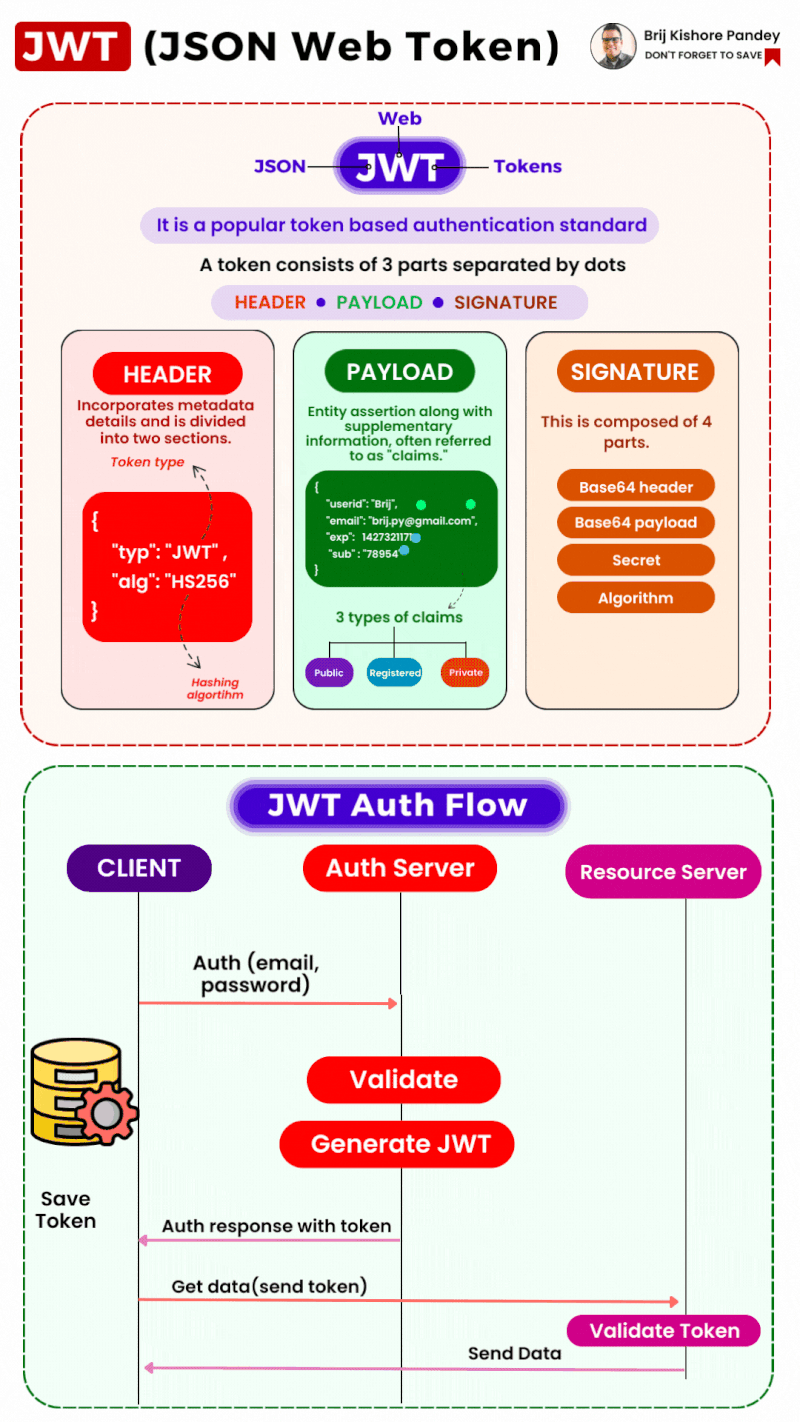 JWT (JSON Web Token)
Brij Kishore Pandey
DON'T FORGET TO SAVE
Web
JSON
JWT
Tokens
It is a popular token based authentication standard
A token consists of 3 parts separated by dots
HEADER • PAYLOAD • SIGNATURE
HEADER
Incorporates metadata
details and is divided
into two sections.
Token type
{
"typ": "JWT" ,
"alg": "HS256"
}
Hashing
algortihm
PAYLOAD
Entity assertion along with
supplementary
information, often referred
to as "claims."
{
"userid": "Brij",
"email": "brij.py@gmail.com",
"exp": 1427321171
"sub" : "78954"
}
3 types of claims
Public
Registered
Private
SIGNATURE
This is composed of 4
parts.
Base64 header
Base64 payload
Secret
Algorithm
JWT Auth Flow
CLIENT
Auth Server
Resource Server
Auth (email,
password)
Validate
Generate JWT
Save
Token
Auth response with token
Get data(send token)
Validate Token
Send Data